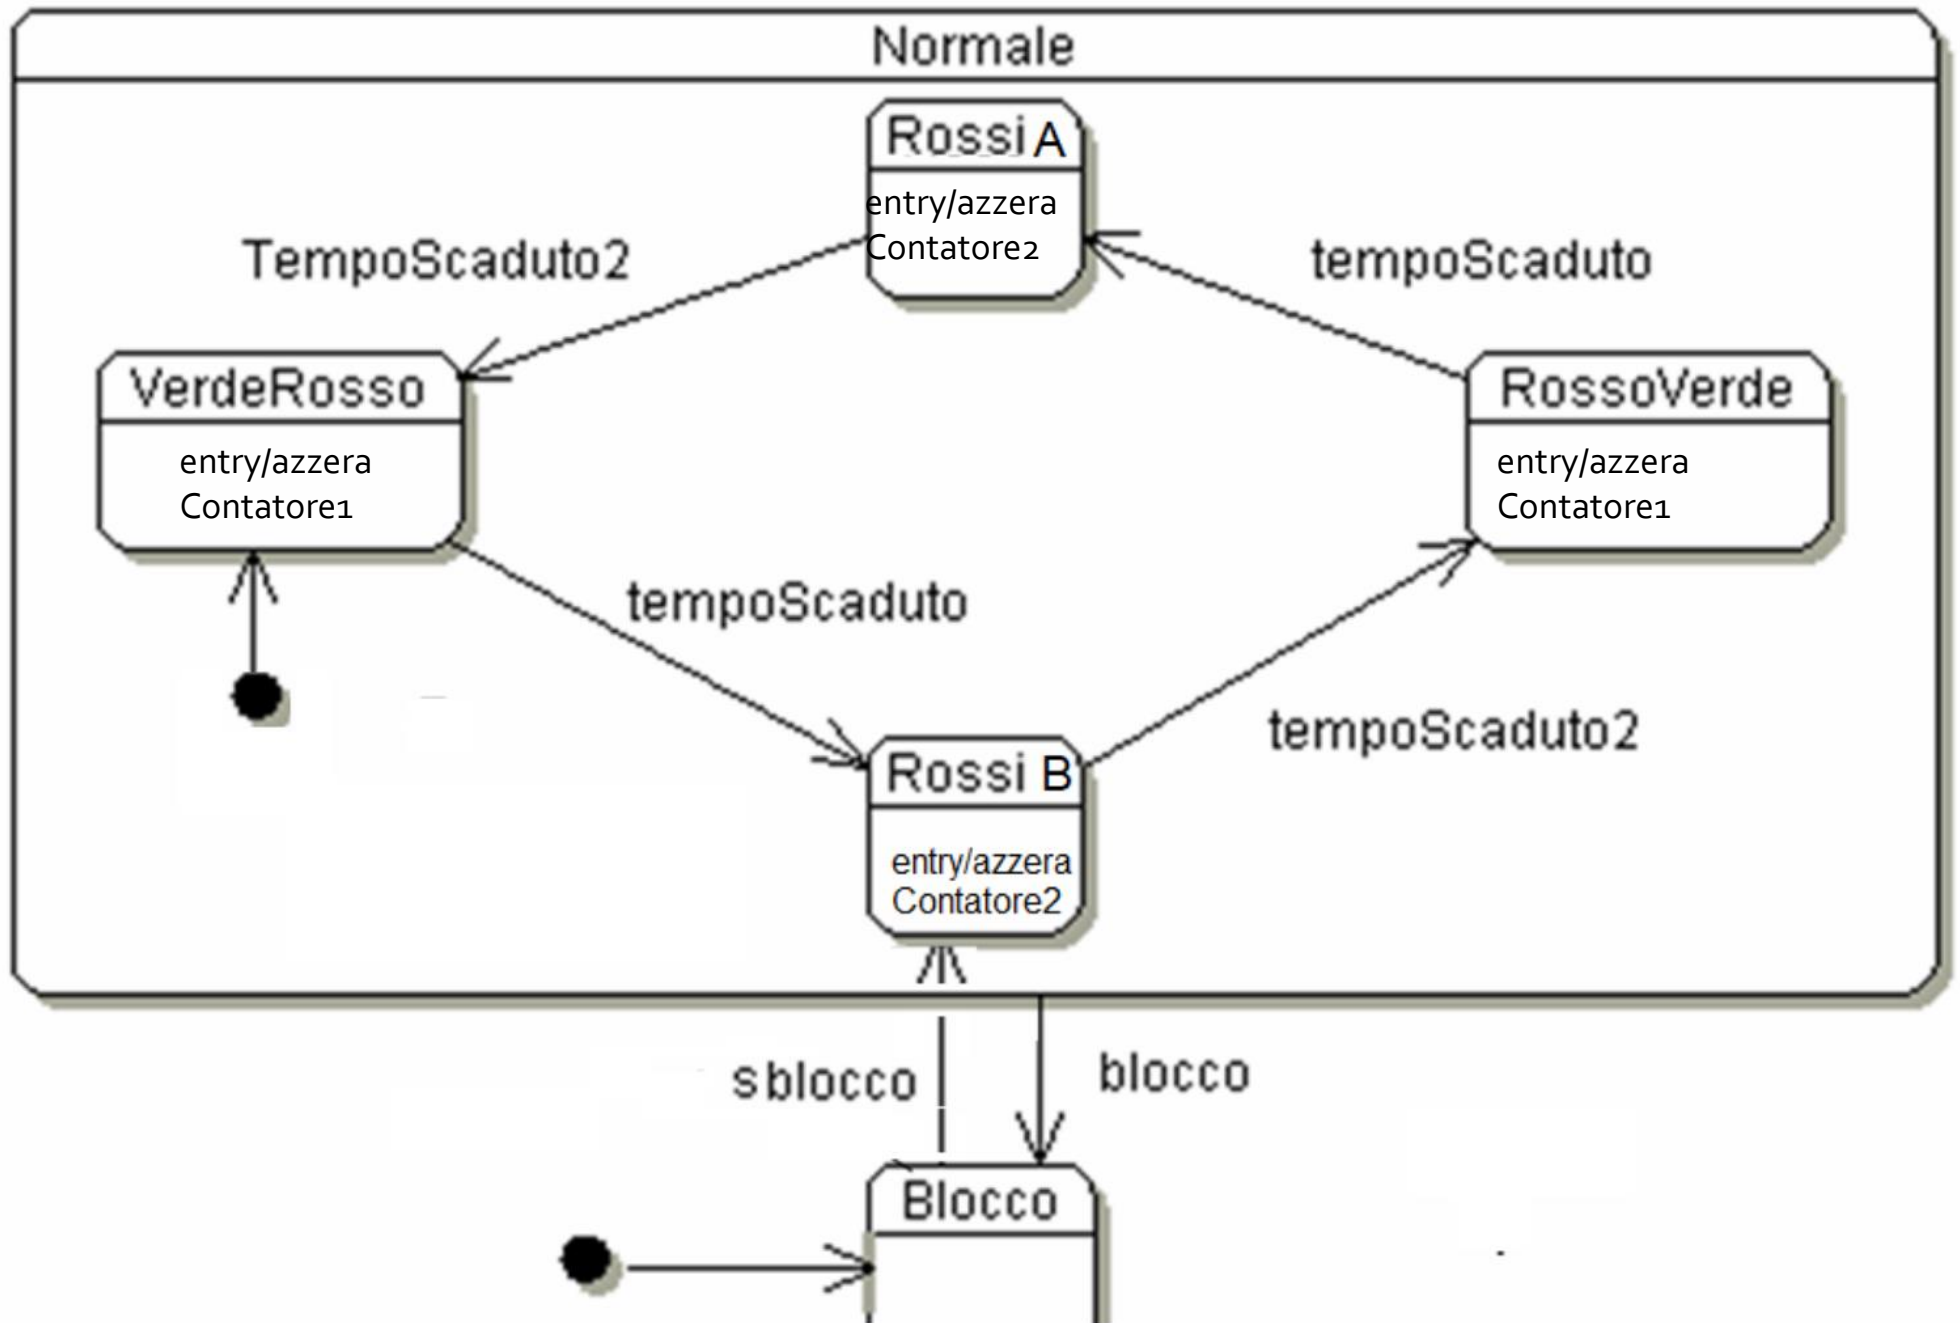 Normale
Rossi A
entry/azzera
Contatore2
TempoScaduto2
tempoScaduto
VerdeRosso
entry/azzera
Contatore1
RossoVerde
entry/azzera
Contatore1
tempoScaduto
tempoScaduto2
Rossi B
entry/azzera
Contatore2
sblocco
blocco
Blocco